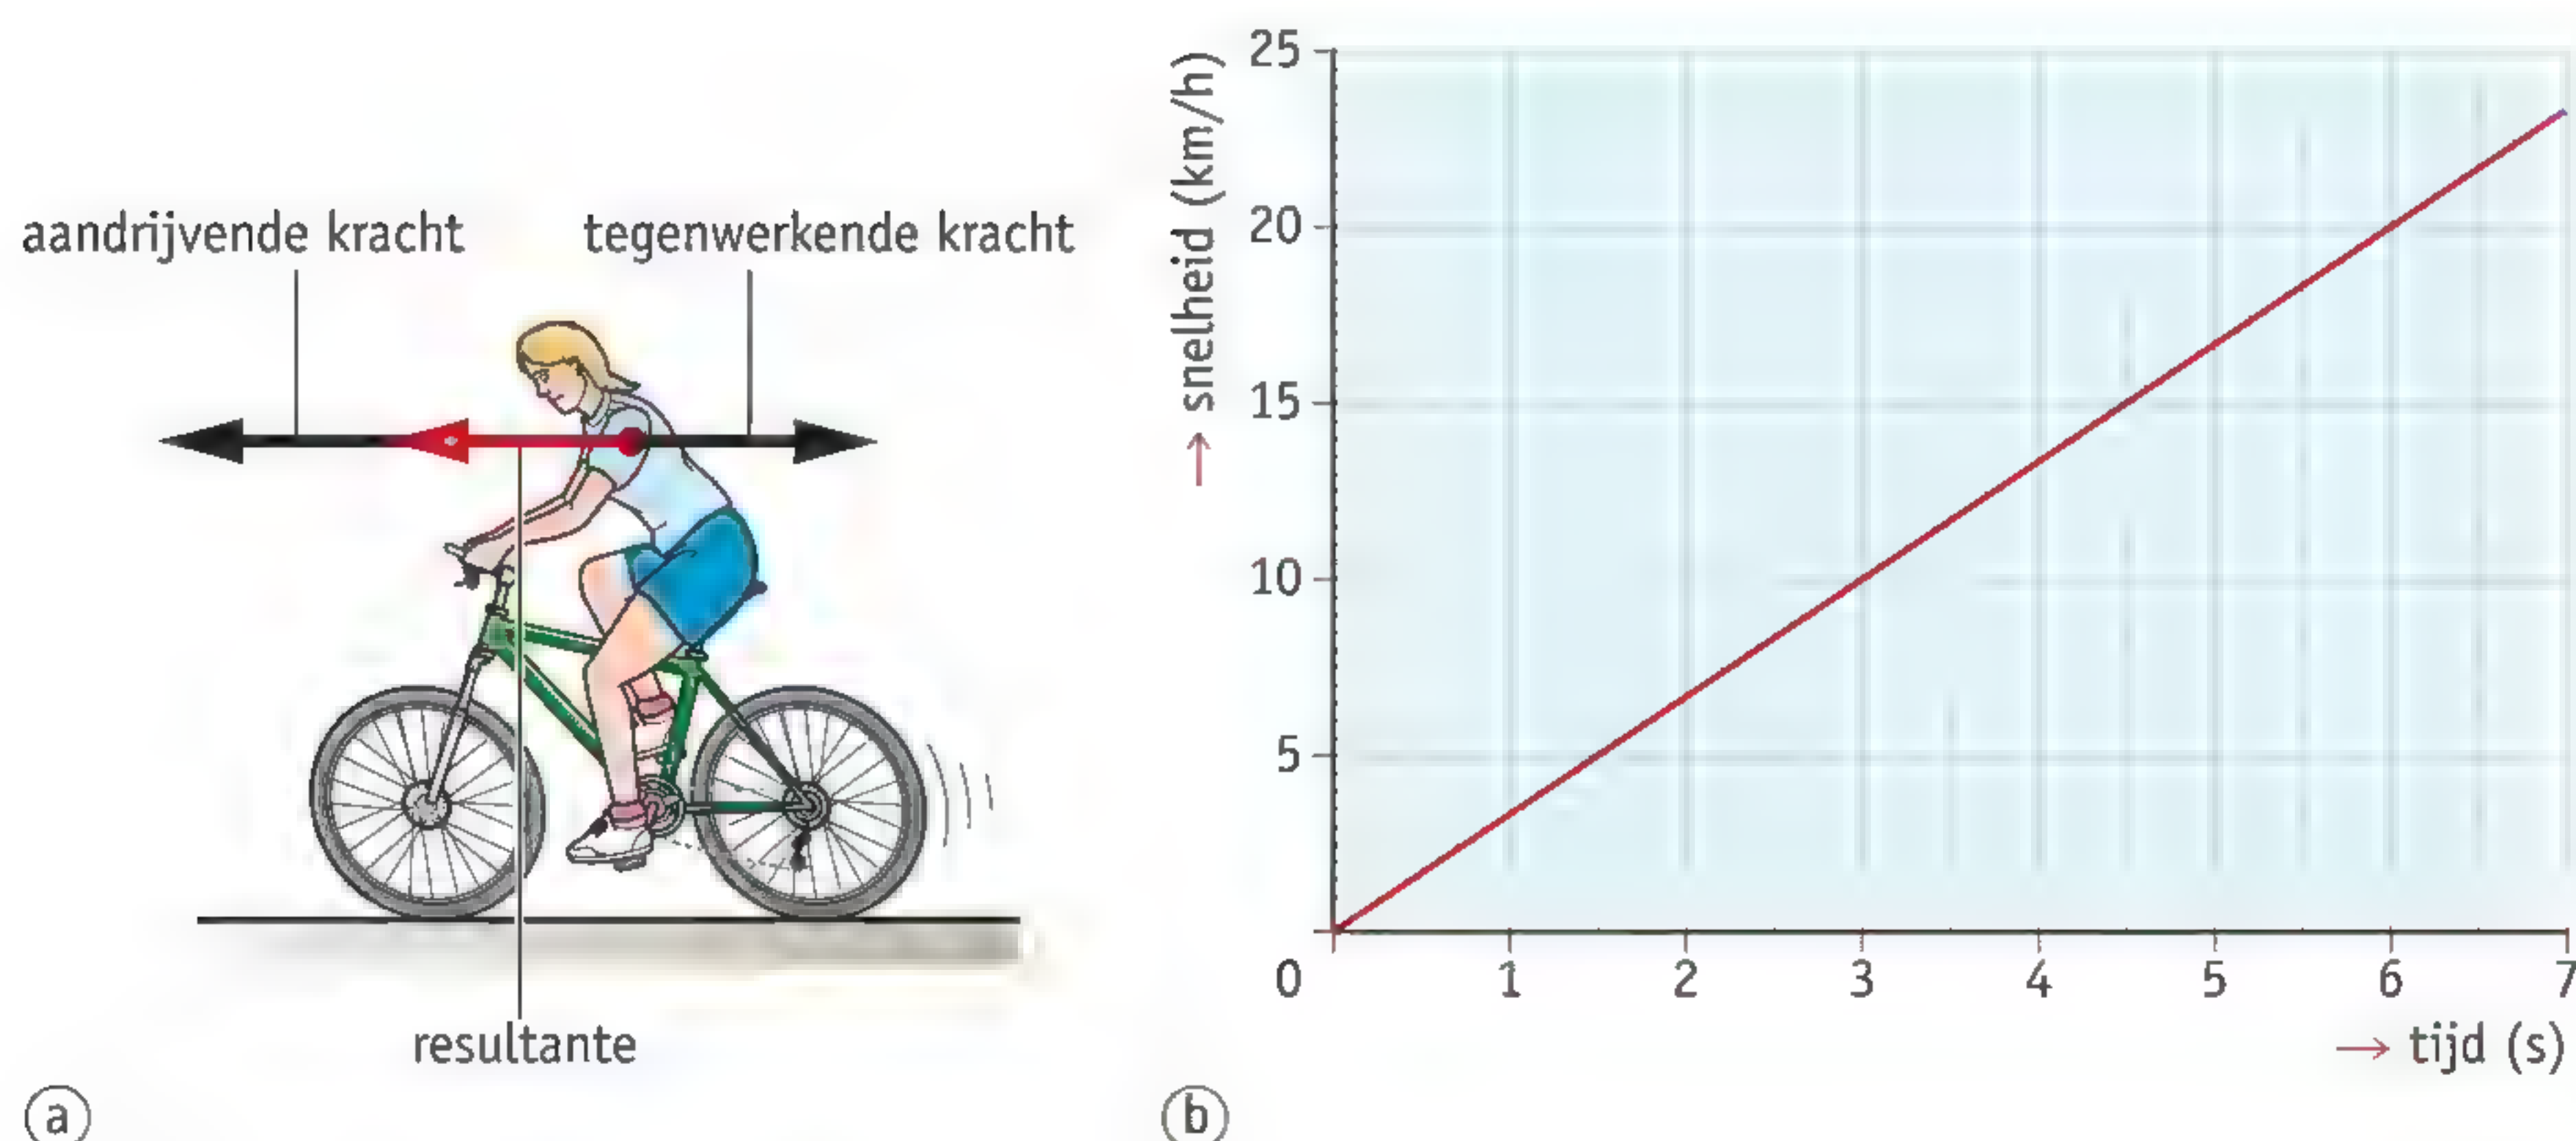 aandrijvende kracht
tegenwerkende kracht
resultante
a
→ snelheid (km/h)
25
20
15
10
5
0
1
2
3
4
5
6
7
→ tijd (s)
b